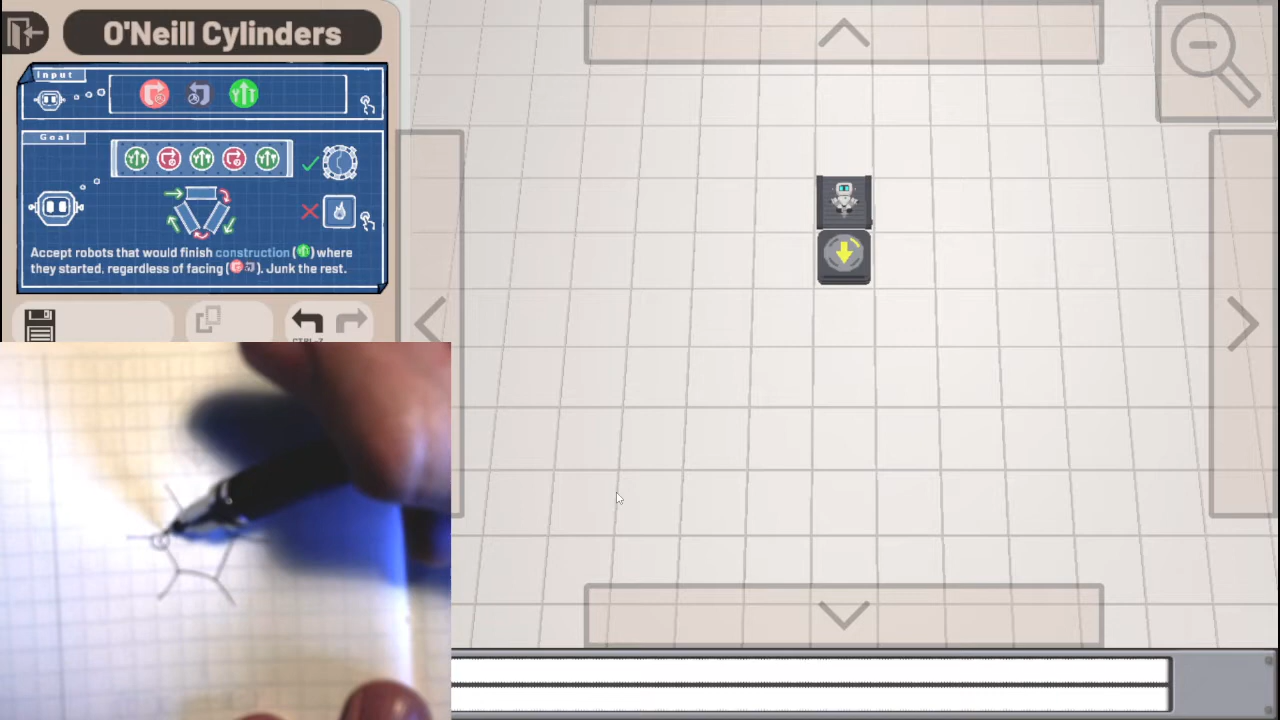 O'Neill Cylinders
Input
Goal
Accept robots that would finish construction ( ) where
they started, regardless of facing ( ). Junk the rest.
CTRL-Z